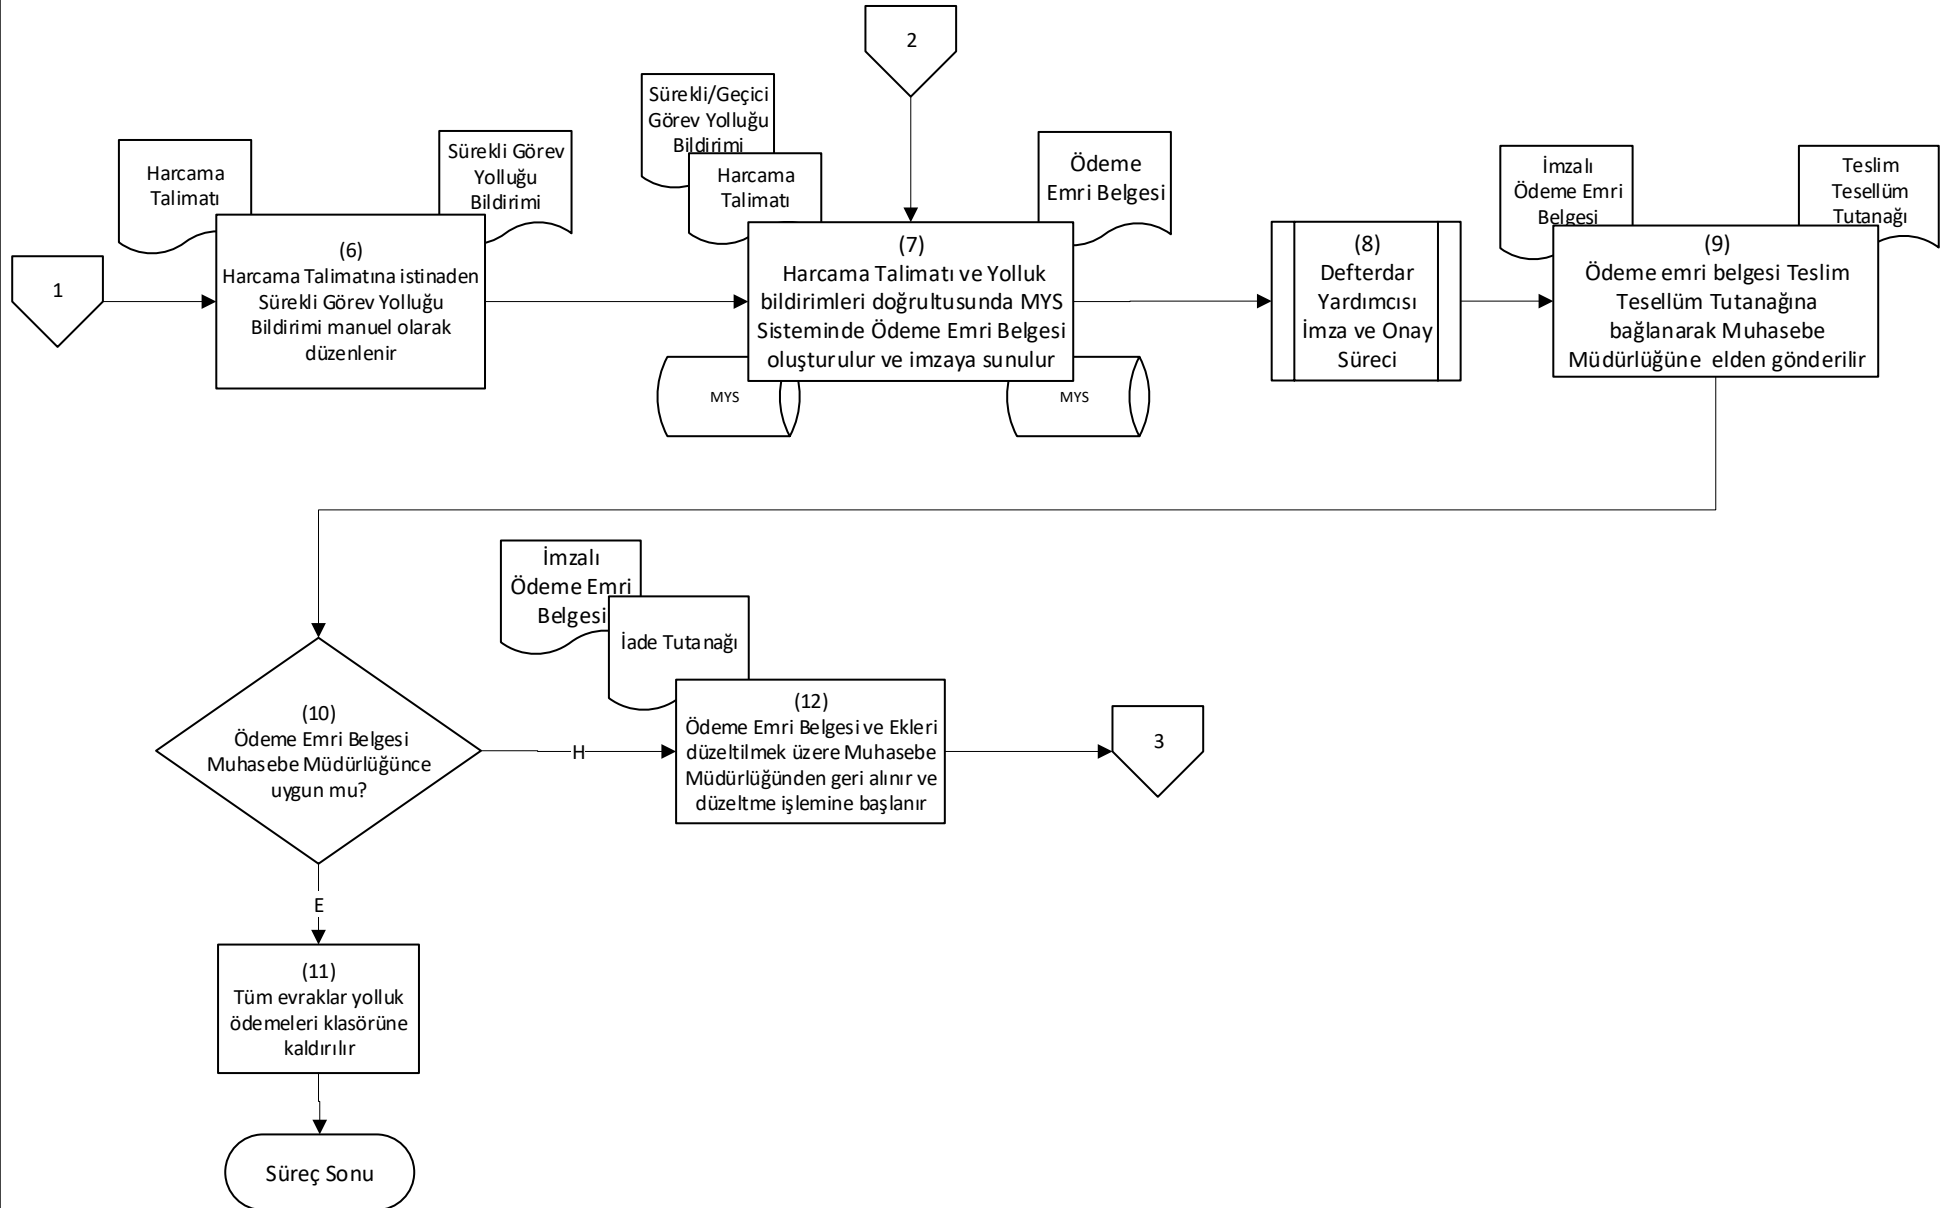 2
Harcama
Talimatı
Sürekli Görev
Yolluğu
Bildirimi
Sürekli/Geçici
Görev Yolluğu
Bildirimi
Harcama
Talimatı
Ödeme
Emri Belgesi
İmzalı
Ödeme Emri
Belgesi
Teslim
Tesellüm
Tutanağı
1
(6)
Harcama Talimatına istinaden
Sürekli Görev Yolluğu
Bildirimi manuel olarak
düzenlenir
(7)
Harcama Talimatı ve Yolluk
bildirimleri doğrultusunda MYS
Sisteminde Ödeme Emri Belgesi
oluşturulur ve imzaya sunulur
MYS
MYS
(8)
Defterdar
Yardımcısı
İmza ve Onay
Süreci
(9)
Ödeme emri belgesi Teslim
Tesellüm Tutanağına
bağlanarak Muhasebe
Müdürlüğüne elden gönderilir
İmzalı
Ödeme Emri
Belgesi
İade Tutanağı
(10)
Ödeme Emri Belgesi
Muhasebe Müdürlüğünce
uygun mu?
H
(12)
Ödeme Emri Belgesi ve Ekleri
düzeltilmek üzere Muhasebe
Müdürlüğünden geri alınır ve
düzeltme işlemine başlanır
3
E
(11)
Tüm evraklar yolluk
ödemeleri klasörüne
kaldırılır
Süreç Sonu